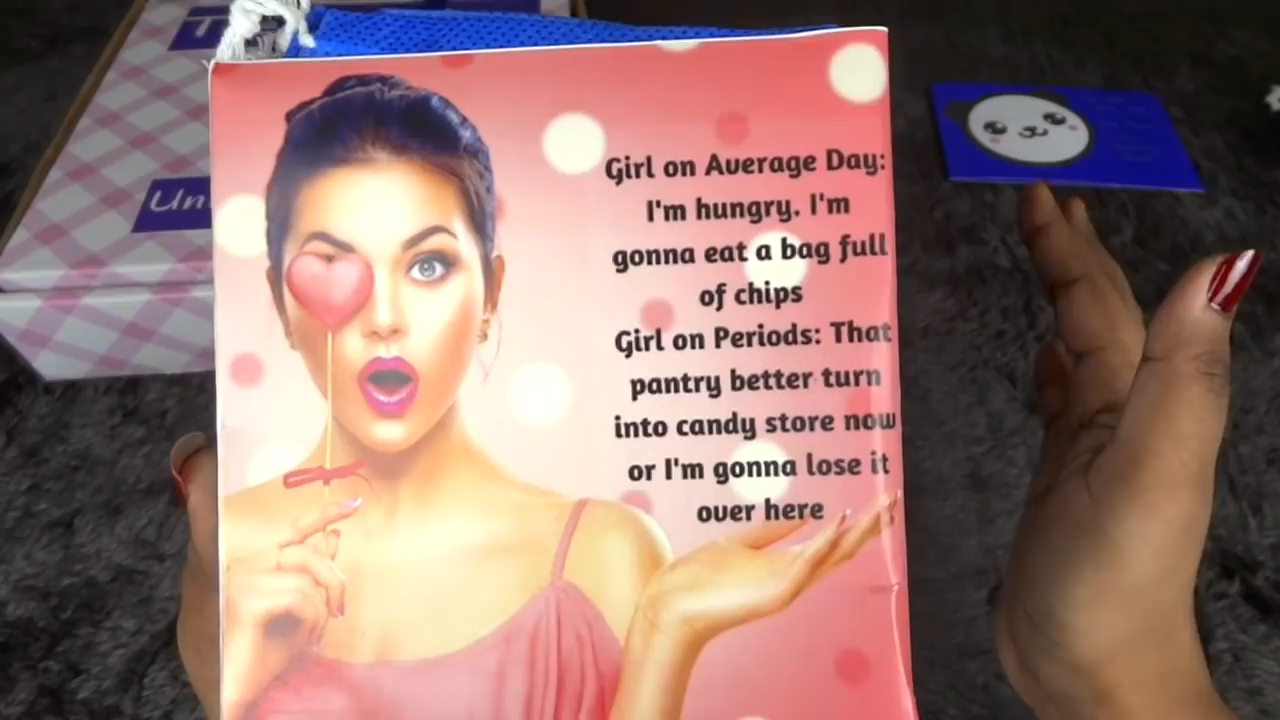 Girl on Average Day:
I'm hungry. I'm
gonna eat a bag full
of chips
Girl on Periods: That
pantry better turn
into candy store now
or I'm gonna lose it
over here